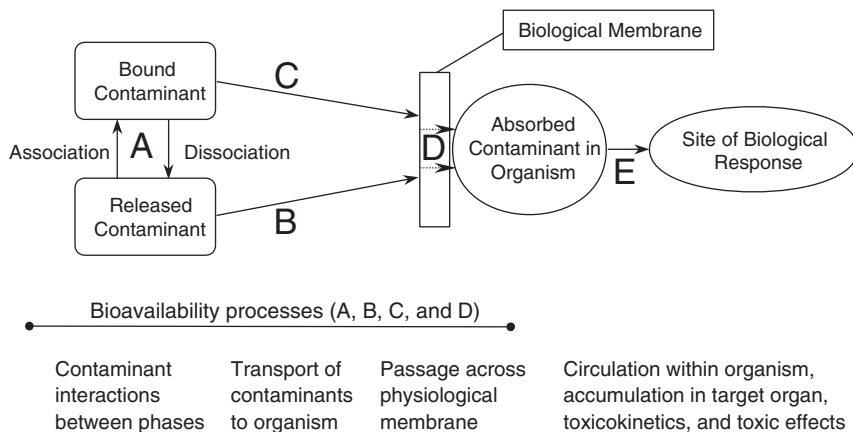 Biological Membrane
Bound
Contaminant
C
Association
A
Dissociation
D
Absorbed
Contaminant in
Organism
E
Site of Biological
Response
Released
Contaminant
B
Bioavailability processes (A, B, C, and D)
Contaminant
interactions
between phases
Transport of
contaminants
to organism
Passage across
physiological
membrane
Circulation within organism,
accumulation in target organ,
toxicokinetics, and toxic effects